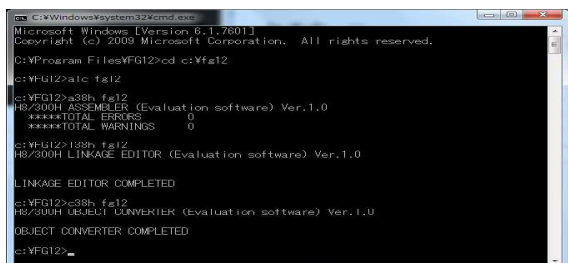 C:¥Windows¥system32¥cmd.exe
Microsoft Windows [Version 6.1.7601]
Copyright (c) 2009 Microsoft Corporation.  All rights reserved.
C:¥Program Files¥FG12>cd c:¥fg12
c:¥FG12>alc fg12
c:¥FG12>a38h fg12
H8/300H ASSEMBLER (Evaluation software) Ver.1.0
*****TOTAL ERRORS 0
*****TOTAL WARNINGS 0
c:¥FG12>l38h fg12
H8/300H LINKAGE EDITOR (Evaluation software) Ver.1.0
LINKAGE EDITOR COMPLETED
c:¥FG12>c38h fg12
H8/300H OBJECT CONVERTER (Evaluation software) Ver.1.0
OBJECT CONVERTER COMPLETED
c:¥FG12>_